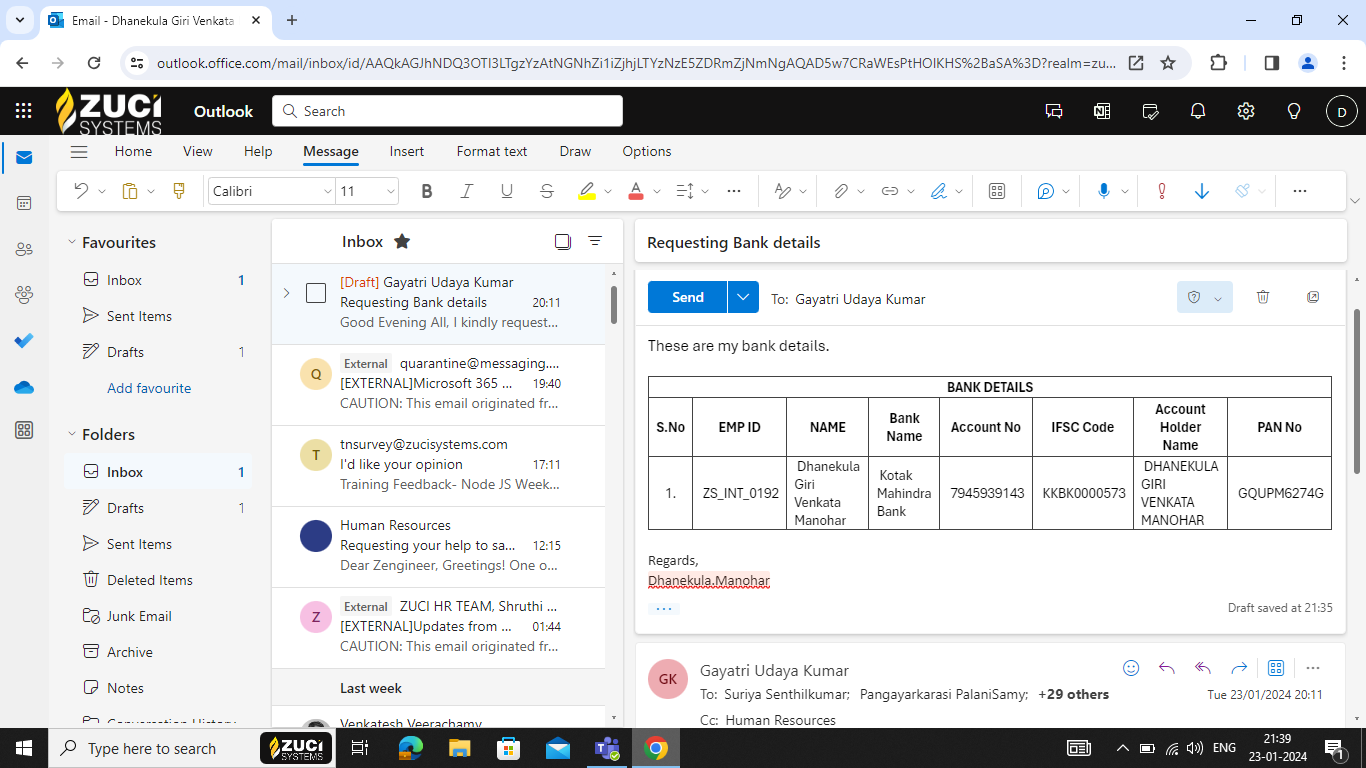 Email - Dhanekula Giri Venkata
outlook.office.com/mail/inbox/id/AAQkAGJhNDQ3OTI3LTgzYzAtNGNhZi1iZjhjLTYzNzE5ZDRmZjNmNgAQAD5w7CRaWEsPtHOlKHS%2BaSA%3D?realm=zu...
ZUCI
SYSTEMS
Outlook
Search
D
Home View Help Message Insert Format text Draw Options
Calibri 11
Favourites
Inbox 1
Sent Items
Drafts 1
Add favourite
Folders
Inbox 1
Drafts 1
Sent Items
Deleted Items
Junk Email
Archive
Notes
Conversation History
Inbox
[Draft] Gayatri Udaya Kumar
Requesting Bank details 20:11
Good Evening All, I kindly request...
Q
External quarantine@messaging....
[EXTERNAL]Microsoft 365 ... 19:40
CAUTION: This email originated fr...
T
tnsurvey@zucisystems.com
I'd like your opinion 17:11
Training Feedback- Node JS Week...
Human Resources
Requesting your help to sa... 12:15
Dear Zengineer, Greetings! One o...
Z
External ZUCI HR TEAM, Shruthi ...
[EXTERNAL]Updates from ... 01:44
CAUTION: This email originated fr...
Last week
Venkatesh Veerachamy
Requesting Bank details
Send To: Gayatri Udaya Kumar
These are my bank details.
BANK DETAILS
S.No EMP ID NAME Bank Name Account No IFSC Code Account Holder Name PAN No
1. ZS_INT_0192 Dhanekula Giri Venkata Manohar Kotak Mahindra Bank 7945939143 KKBK0000573 DHANEKULA GIRI VENKATA MANOHAR GQUPM6274G
Regards,
Dhanekula.Manohar
Draft saved at 21:35
GK
Gayatri Udaya Kumar
To: Suriya Senthilkumar; Pangayarkarasi PalaniSamy; +29 others
Tue 23/01/2024 20:11
Cc: Human Resources
Type here to search
ZUCI
SYSTEMS
ENG
21:39
23-01-2024
1